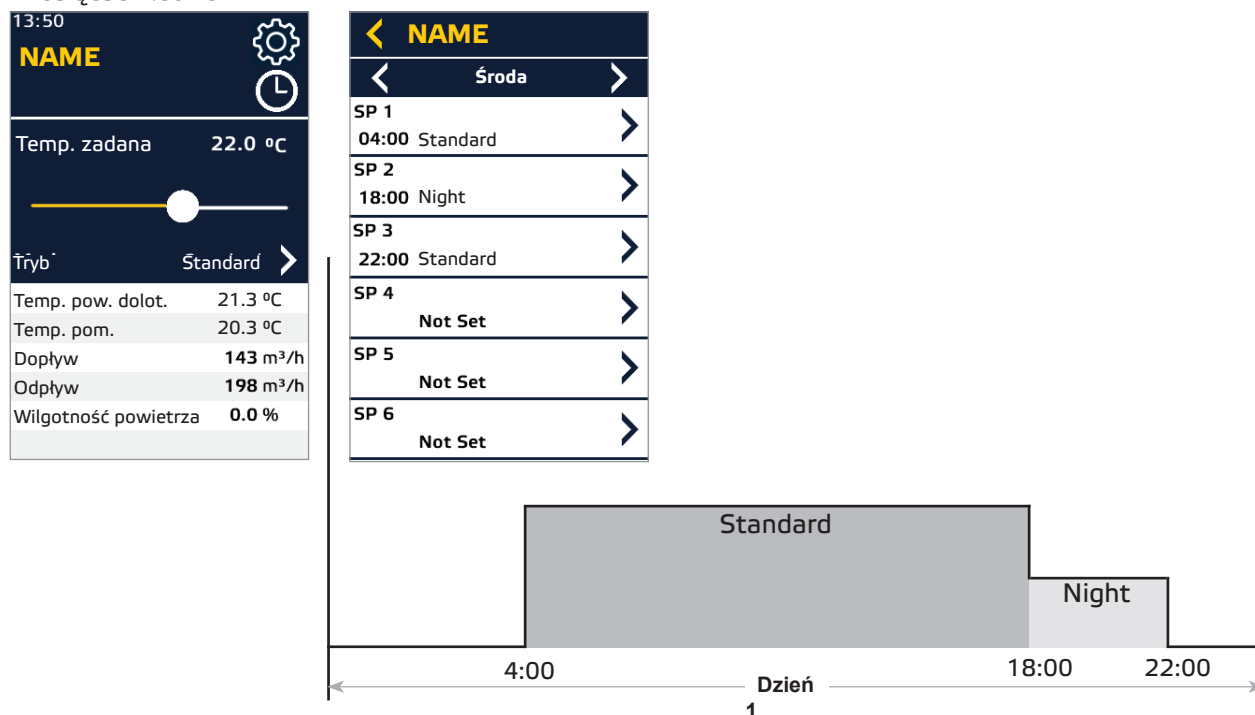 13:50
NAME
Temp. zadana 22.0 ºC
Tryb Standard
Temp. pow. dolot. 21.3 ºC
Temp. pom. 20.3 ºC
Dopływ 143 m³/h
Odpływ 198 m³/h
Wilgotność powietrza 0.0 %
NAME
Środa
SP 1
04:00 Standard
SP 2
18:00 Night
SP 3
22:00 Standard
SP 4
Not Set
SP 5
Not Set
SP 6
Not Set
Standard
Night
4:00 18:00 22:00
Dzień
1